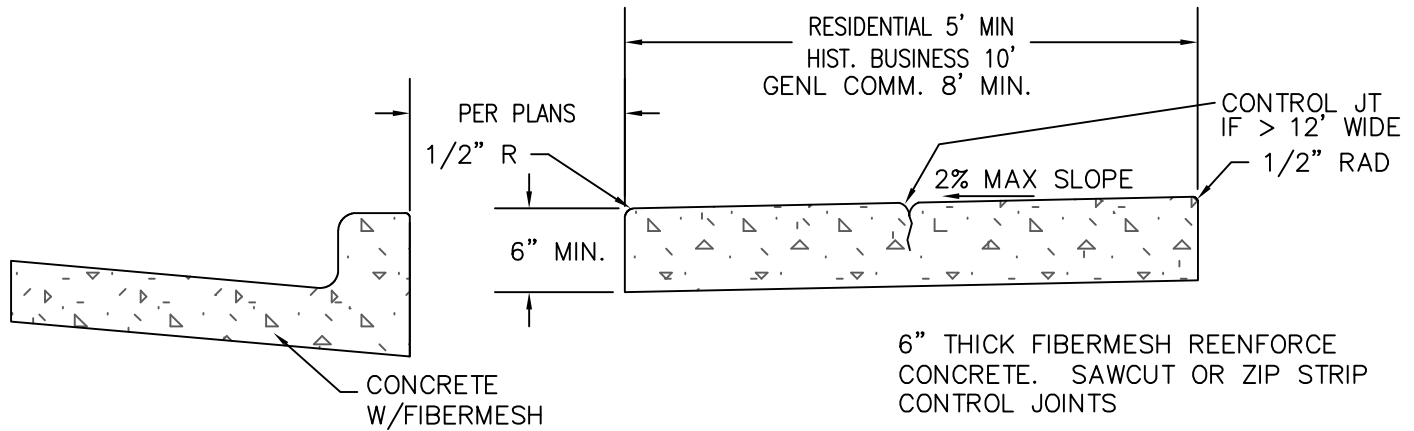 RESIDENTIAL 5' MIN
HIST. BUSINESS 10'
GENL COMM. 8' MIN.
PER PLANS
CONTROL JT
IF > 12' WIDE
1/2" R
1/2" RAD
2% MAX SLOPE
6" MIN.
6" THICK FIBERMESH REENFORCE
CONCRETE. SAWCUT OR ZIP STRIP
CONTROL JOINTS
CONCRETE
W/FIBERMESH